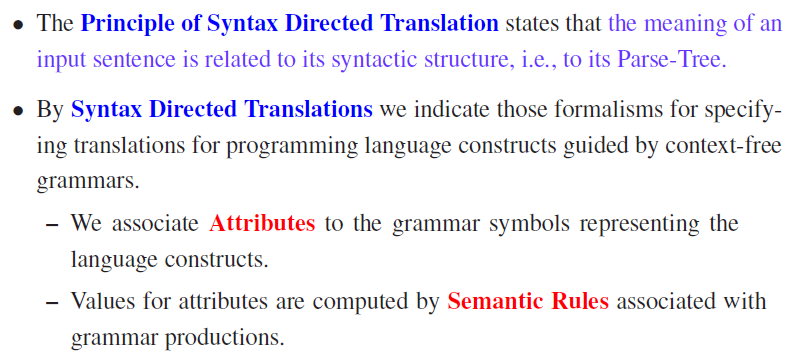 • The Principle of Syntax Directed Translation states that the meaning of an
input sentence is related to its syntactic structure, i.e., to its Parse-Tree.
• By Syntax Directed Translations we indicate those formalisms for specify-
ing translations for programming language constructs guided by context-free
grammars.
– We associate Attributes to the grammar symbols representing the
language constructs.
– Values for attributes are computed by Semantic Rules associated with
grammar productions.